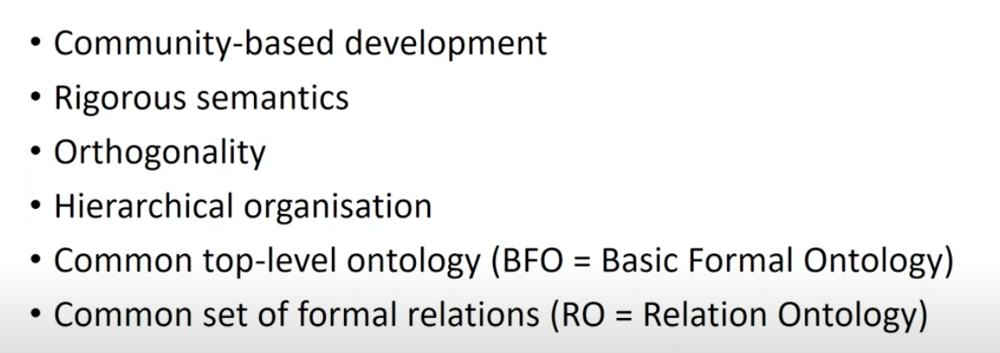 • Community-based development
• Rigorous semantics
• Orthogonality
• Hierarchical organisation
• Common top-level ontology (BFO = Basic Formal Ontology)
• Common set of formal relations (RO = Relation Ontology)